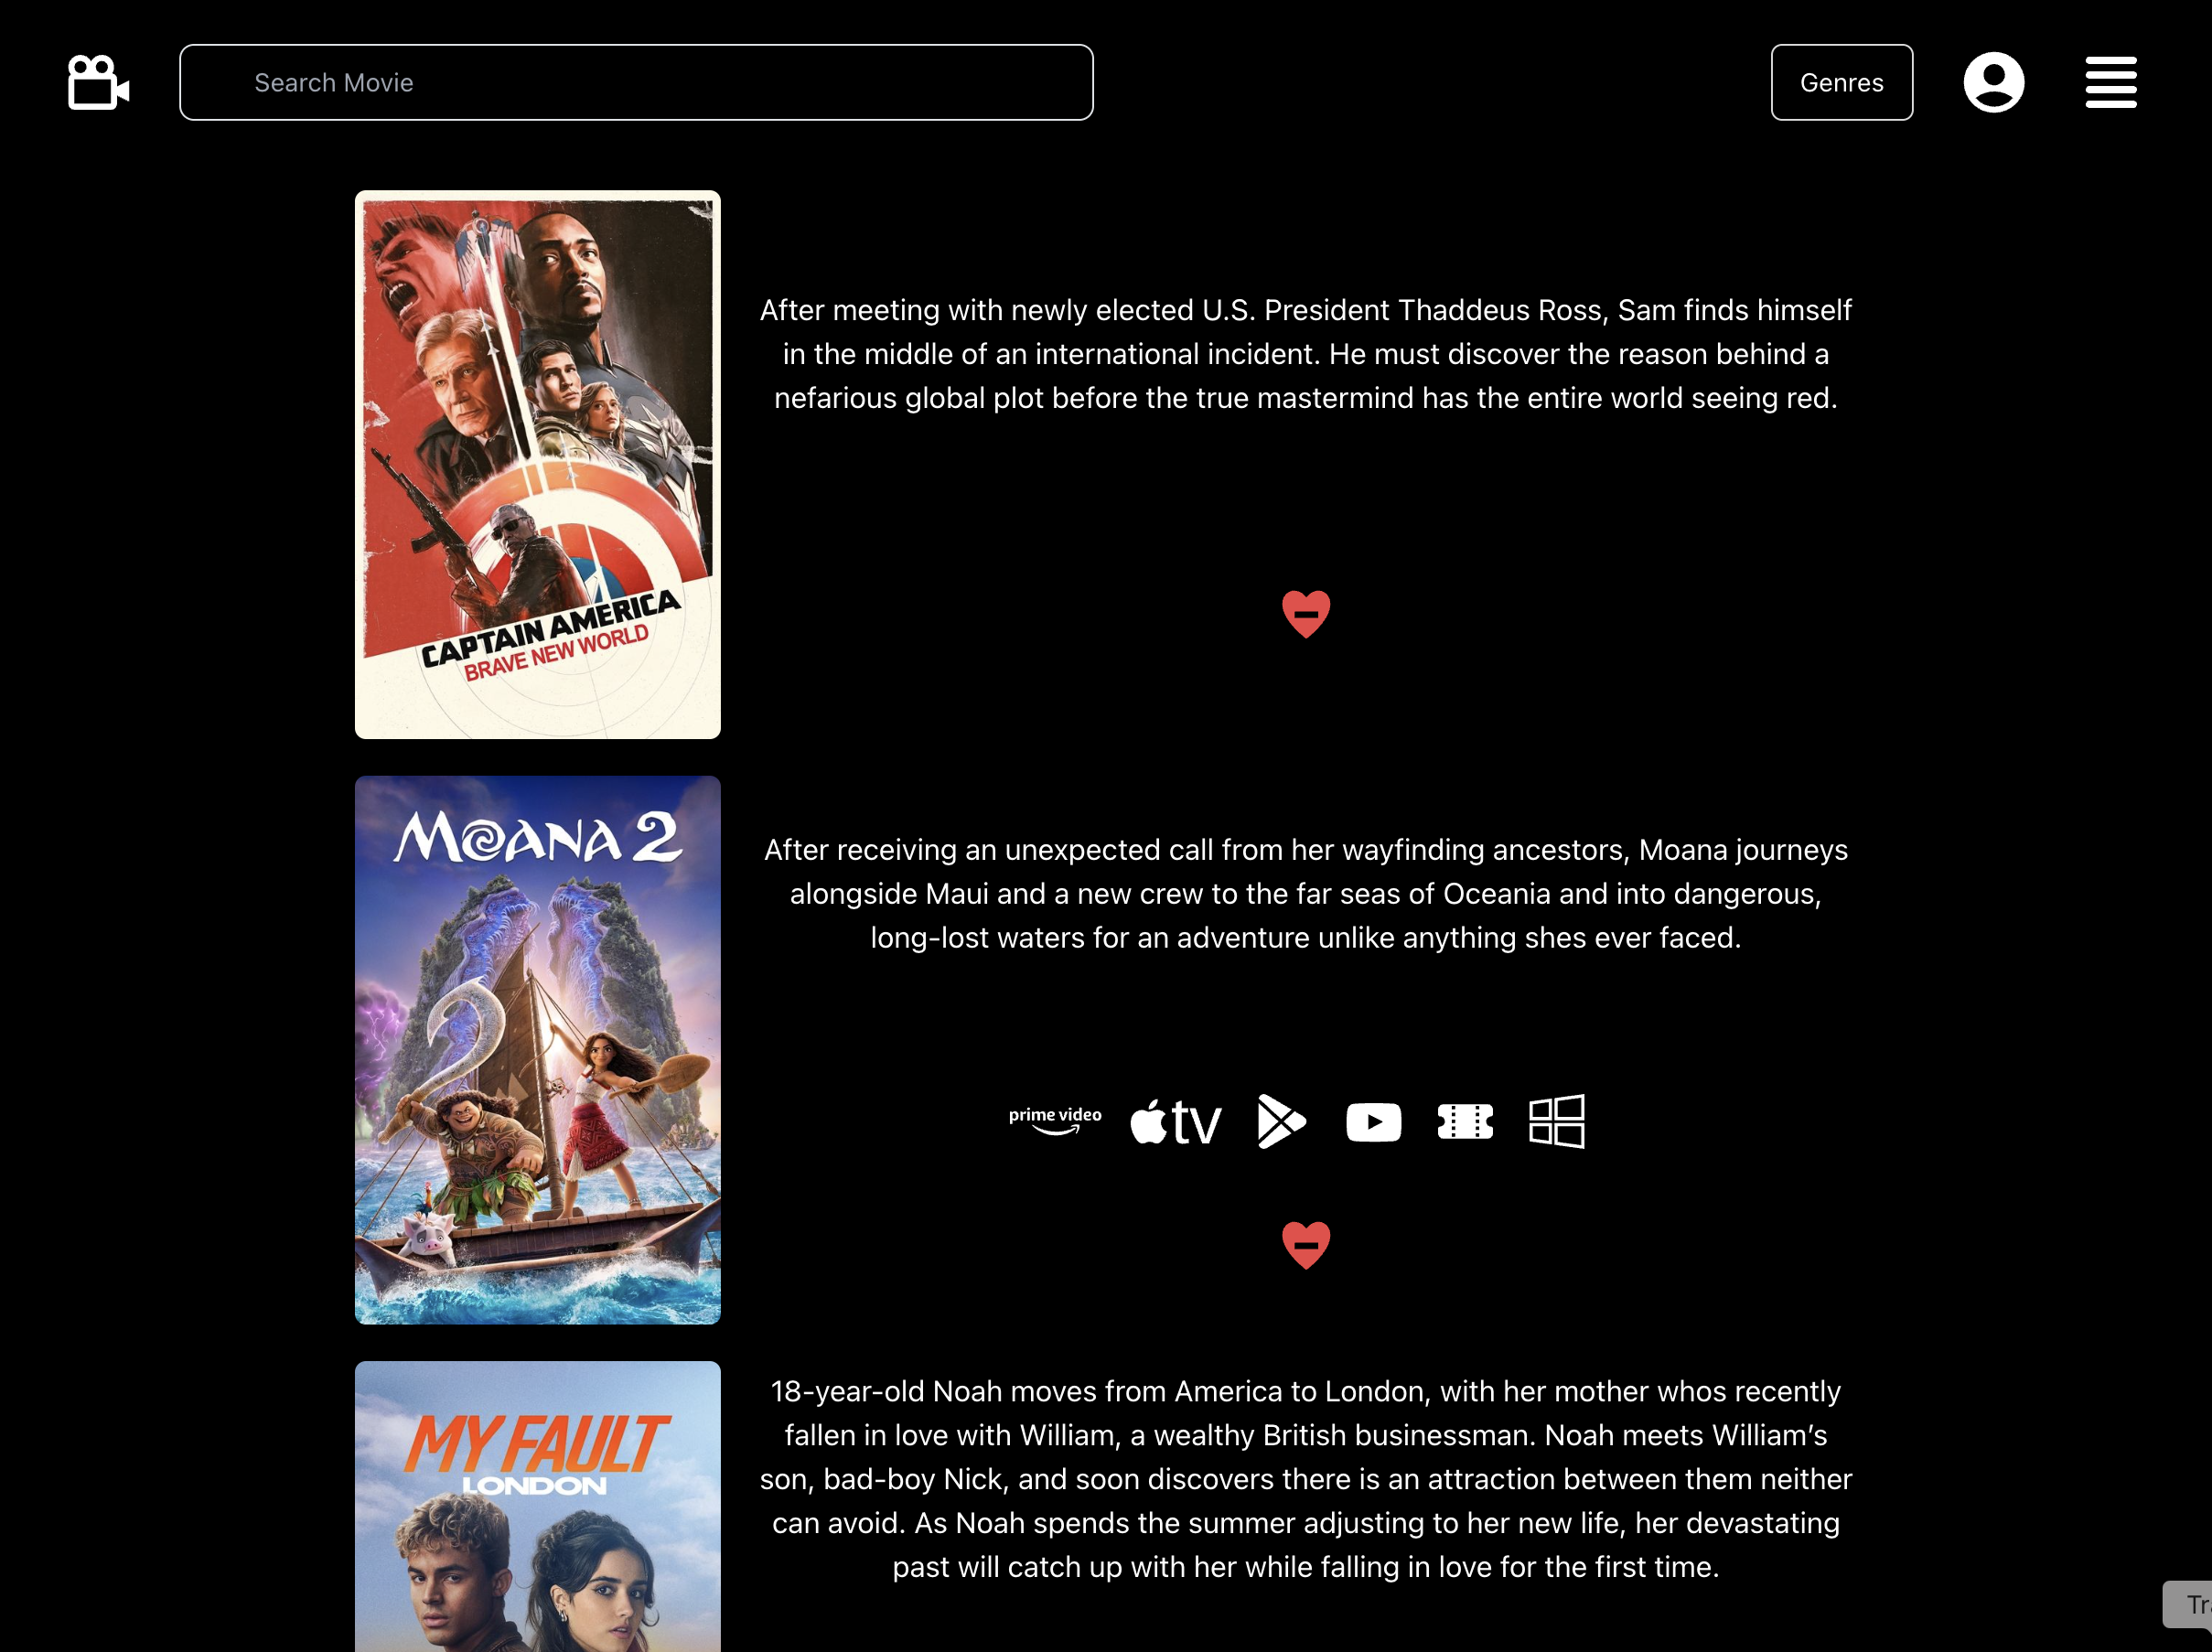 Search Movie
Genres
After meeting with newly elected U.S. President Thaddeus Ross, Sam finds himself
in the middle of an international incident. He must discover the reason behind a
nefarious global plot before the true mastermind has the entire world seeing red.
CAPTAIN AMERICA
BRAVE NEW WORLD
MOANA 2
After receiving an unexpected call from her wayfinding ancestors, Moana journeys
alongside Maui and a new crew to the far seas of Oceania and into dangerous,
long-lost waters for an adventure unlike anything shes ever faced.
prime video
tv
MY FAULT
LONDON
18-year-old Noah moves from America to London, with her mother whos recently
fallen in love with William, a wealthy British businessman. Noah meets William’s
son, bad-boy Nick, and soon discovers there is an attraction between them neither
can avoid. As Noah spends the summer adjusting to her new life, her devastating
past will catch up with her while falling in love for the first time.